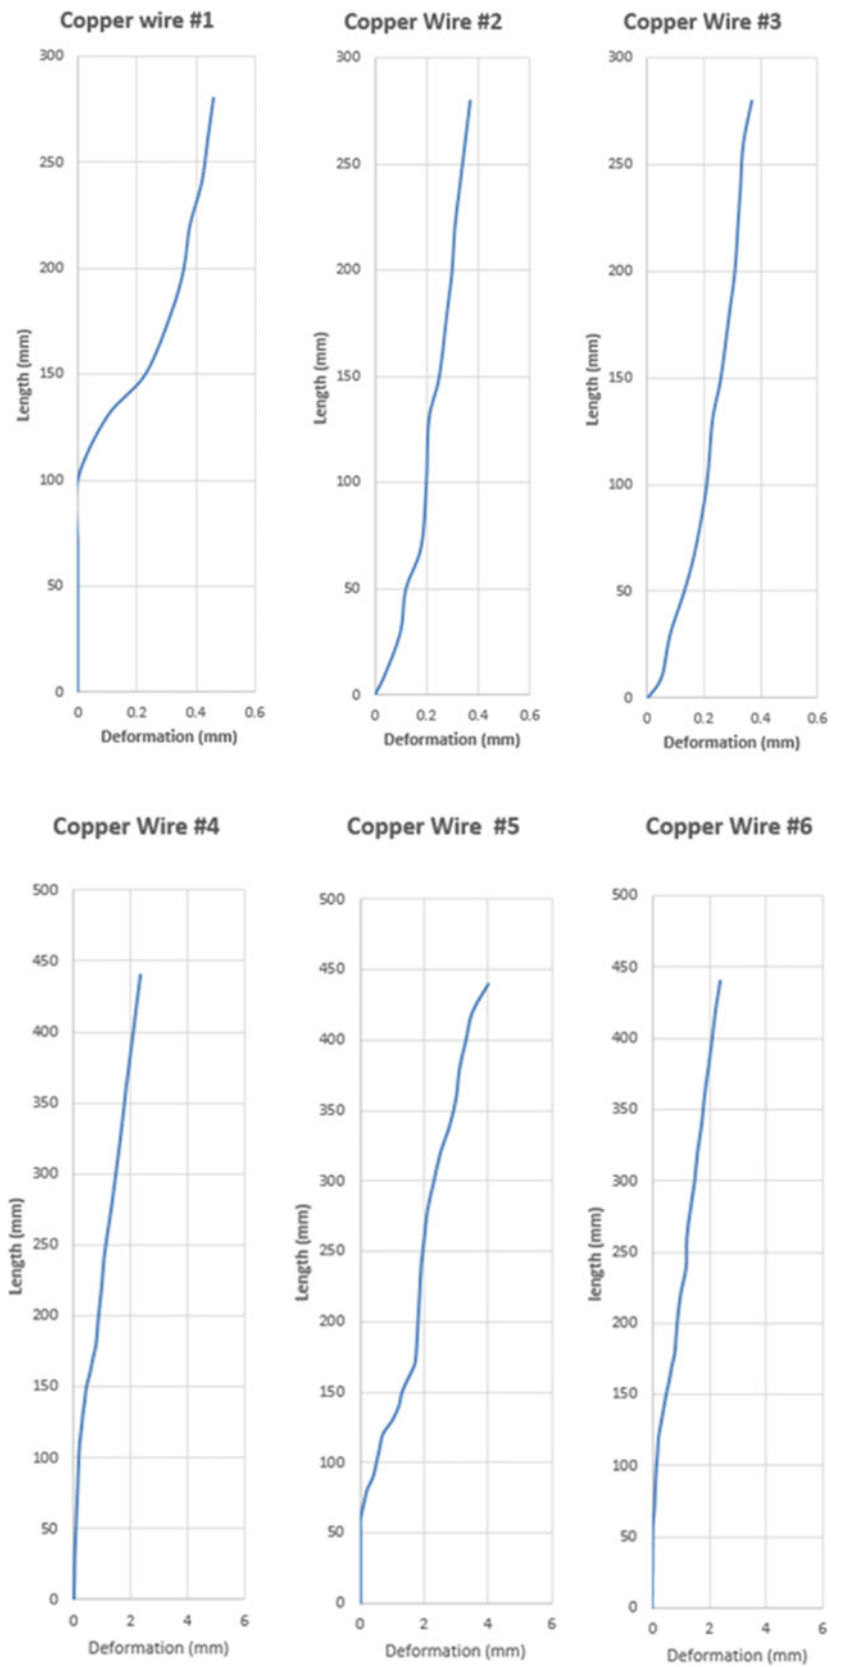 Copper wire #1
300
250
200
150
100
50
0
Length (mm)
0 0.2 0.4 0.6
Deformation (mm)
Copper Wire #2
300
250
200
150
100
50
0
Length (mm)
0 0.2 0.4 0.6
Deformation (mm)
Copper Wire #3
300
250
200
150
100
50
0
Length (mm)
0 0.2 0.4 0.6
Deformation (mm)
Copper Wire #4
500
450
400
350
300
250
200
150
100
50
0
Length (mm)
0 2 4 6
Deformation (mm)
Copper Wire #5
500
450
400
350
300
250
200
150
100
50
0
Length (mm)
0 2 4 6
Deformation (mm)
Copper Wire #6
500
450
400
350
300
250
200
150
100
50
0
length (mm)
0 2 4 6
Deformation (mm)